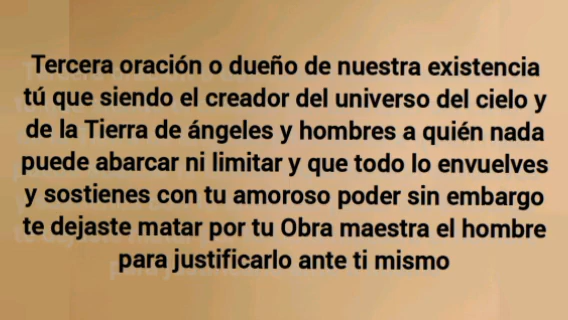 Tercera oración o dueño de nuestra existencia
tú que siendo el creador del universo del cielo y
de la Tierra de ángeles y hombres a quién nada
puede abarcar ni limitar y que todo lo envuelves
y sostienes con tu amoroso poder sin embargo
te dejaste matar por tu Obra maestra el hombre
para justificarlo ante ti mismo